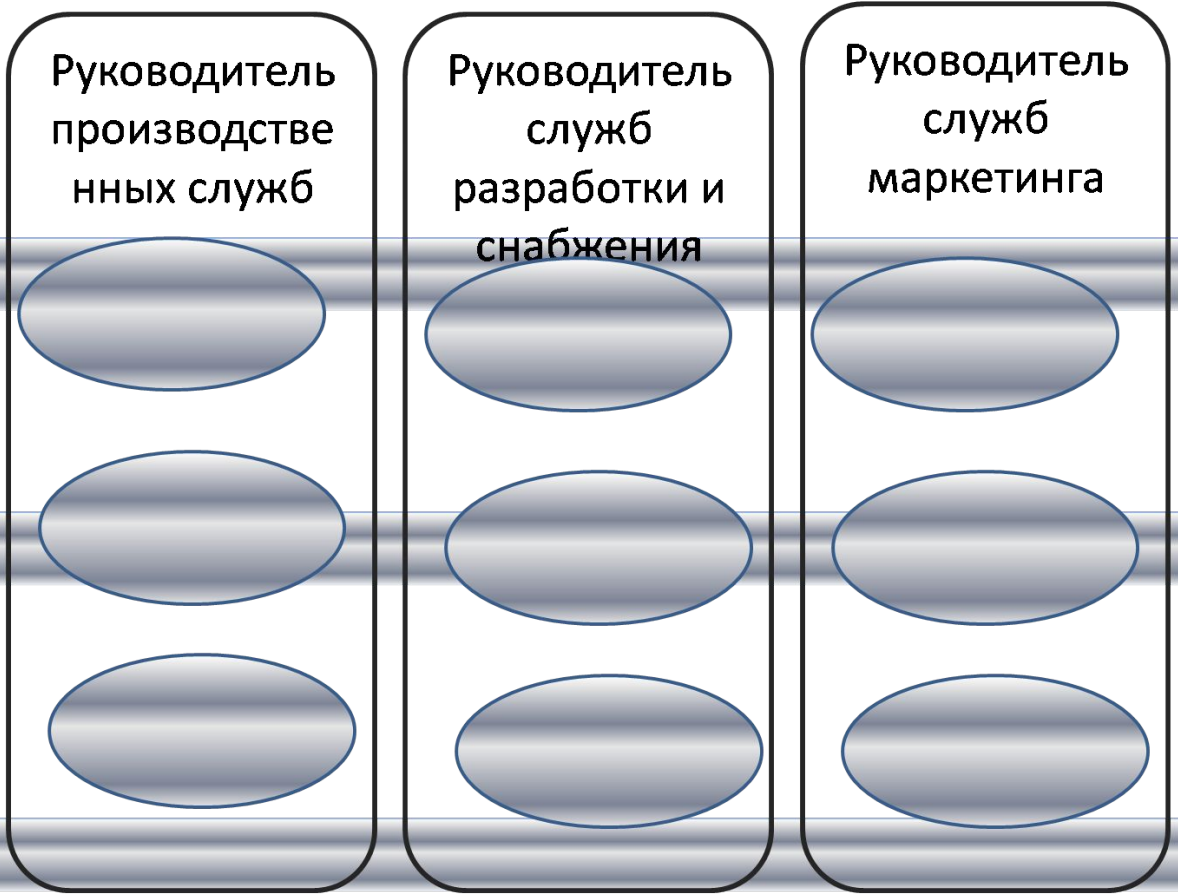 Руководитель
производстве
нных служб
Руководитель
служб
разработки и
снабжения
Руководитель
служб
маркетинга